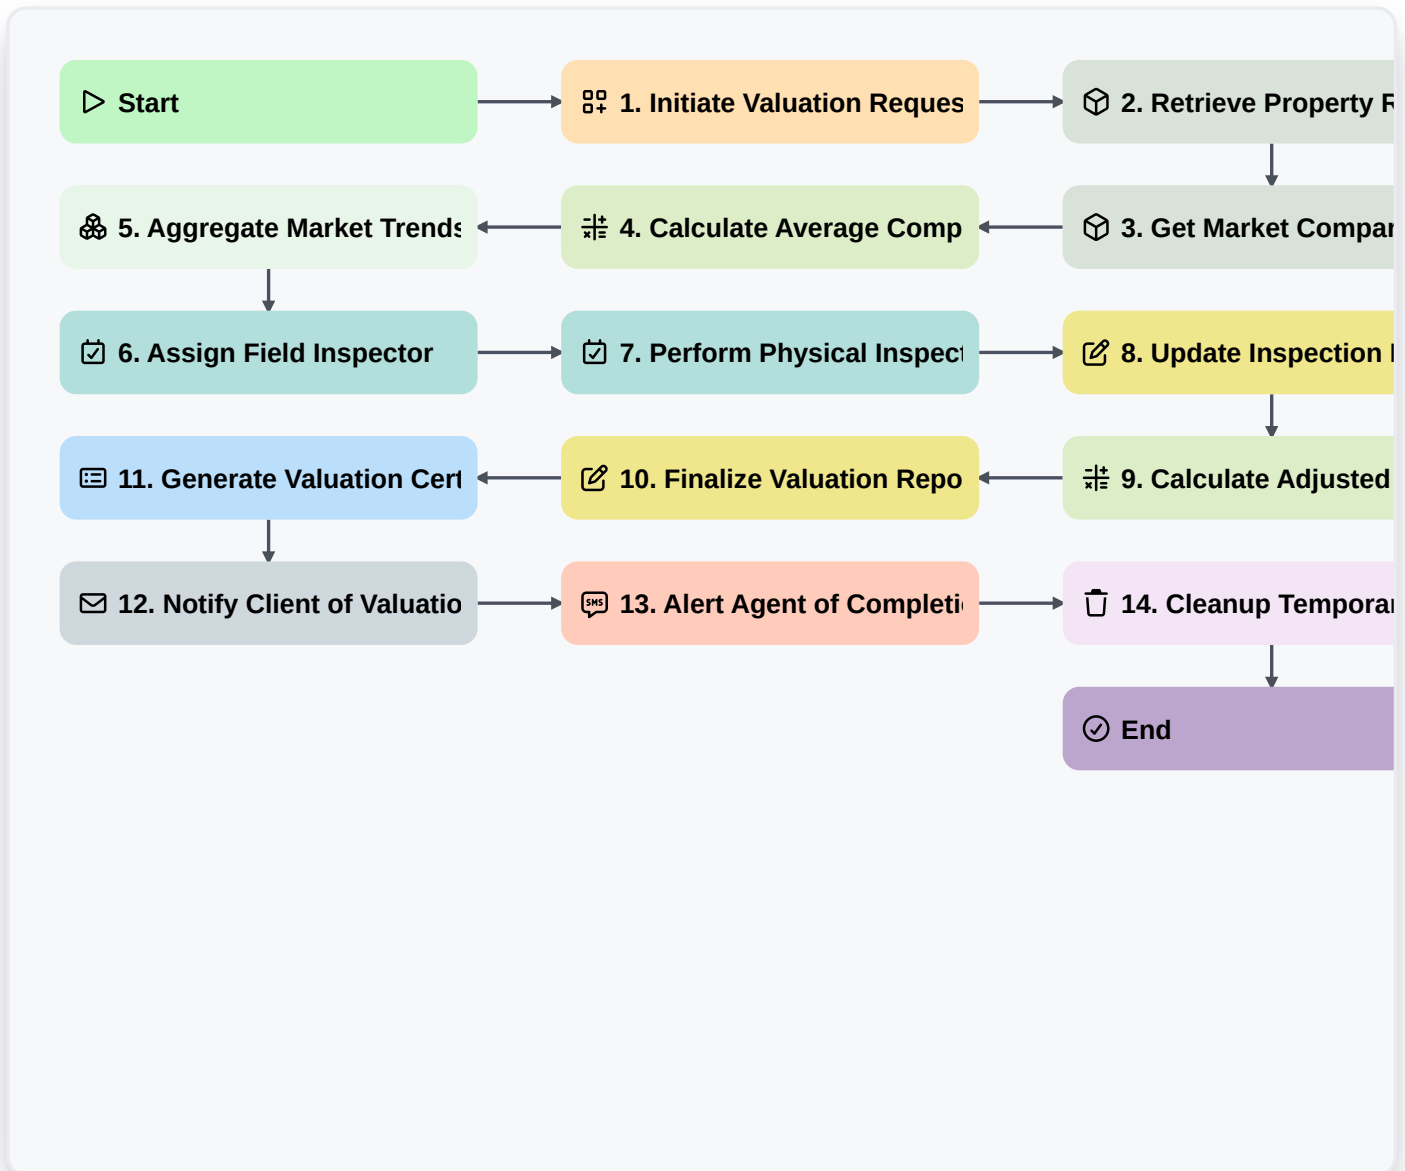 Start
1. Initiate Valuation Reques
2. Retrieve Property R
5. Aggregate Market Trends
4. Calculate Average Comp
3. Get Market Compar
6. Assign Field Inspector
7. Perform Physical Inspect
8. Update Inspection
11. Generate Valuation Cert
10. Finalize Valuation Repo
9. Calculate Adjusted
12. Notify Client of Valuatio
SMS
13. Alert Agent of Completi
14. Cleanup Temporar
End